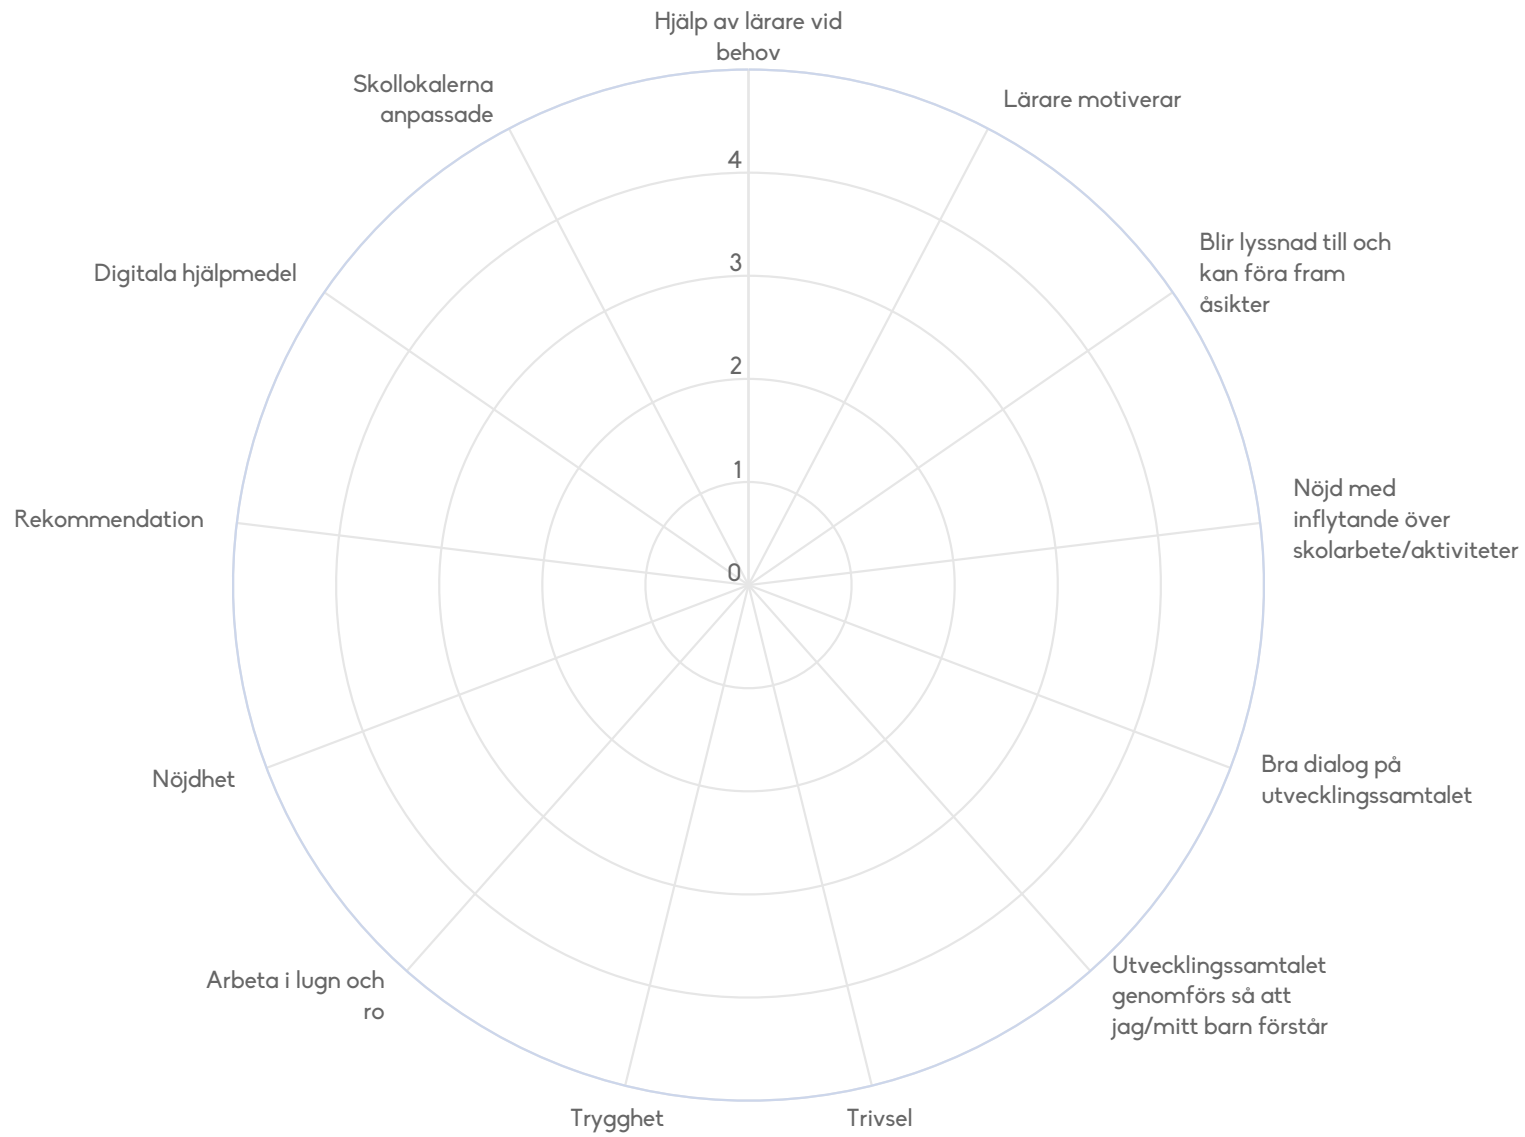 Hjälp av lärare vid
behov
Lärare motiverar
Blir lyssnad till och
kan föra fram
åsikter
Nöjd med
inflytande över
skolarbete/aktiviteter
Bra dialog på
utvecklingssamtalet
Utvecklingssamtalet
genomförs så att
jag/mitt barn förstår
Trivsel
Trygghet
Arbeta i lugn och
ro
Nöjdhet
Rekommendation
Digitala hjälpmedel
Skollokalerna
anpassade
4
3
2
1
0